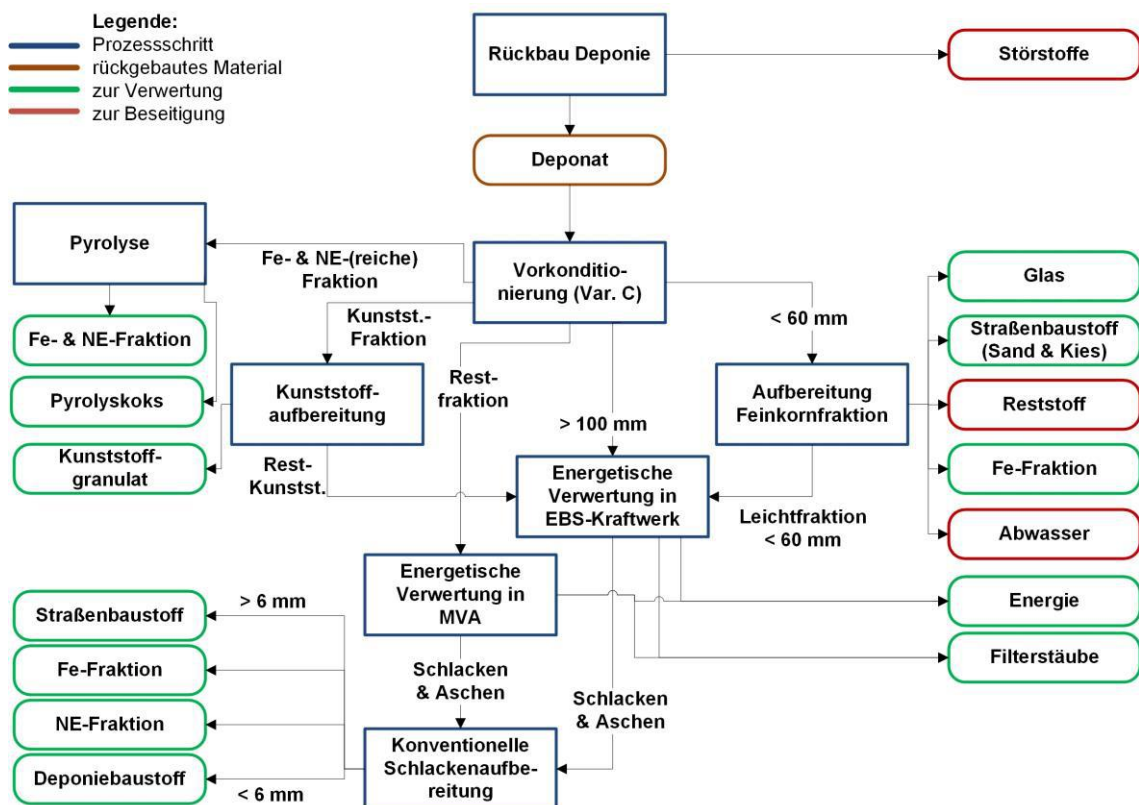 Legende:
Prozessschritt
rückgebautes Material
zur Verwertung
zur Beseitigung
Rückbau Deponie
Störstoffe
Deponat
Pyrolyse
Fe- & NE-(reiche)
Fraktion
Vorkonditio-
nierung (Var. C)
Glas
Kunstst.-
Fraktion
< 60 mm
Fe- & NE-Fraktion
Straßenbaustoff
(Sand & Kies)
Pyrolyskoks
Kunststoff-
aufbereitung
Rest-
fraktion
Aufbereitung
Feinkornfraktion
Reststoff
> 100 mm
Kunststoff-
granulat
Rest-
Kunstst.
Energetische
Verwertung in
EBS-Kraftwerk
Fe-Fraktion
Leichtfraktion
< 60 mm
Abwasser
Energetische
Verwertung in
MVA
> 6 mm
Straßenbaustoff
Energie
Fe-Fraktion
Filterstäube
Schlacken
& Aschen
Schlacken
& Aschen
NE-Fraktion
Konventionelle
Schlackenaufbe-
reitung
Deponiebaustoff
< 6 mm